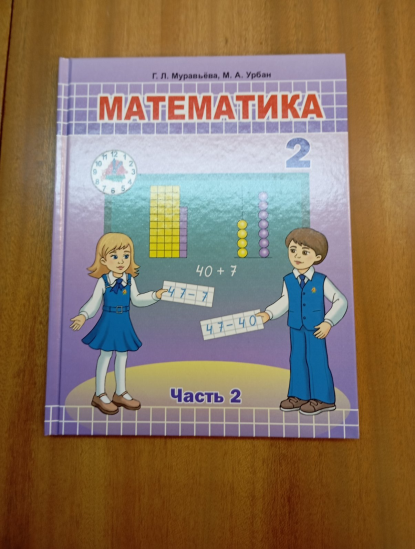 Г. Л. Муравьёва, М. А. Урбан
МАТЕМАТИКА
2
40 + 7
47-7
47-40
Часть 2